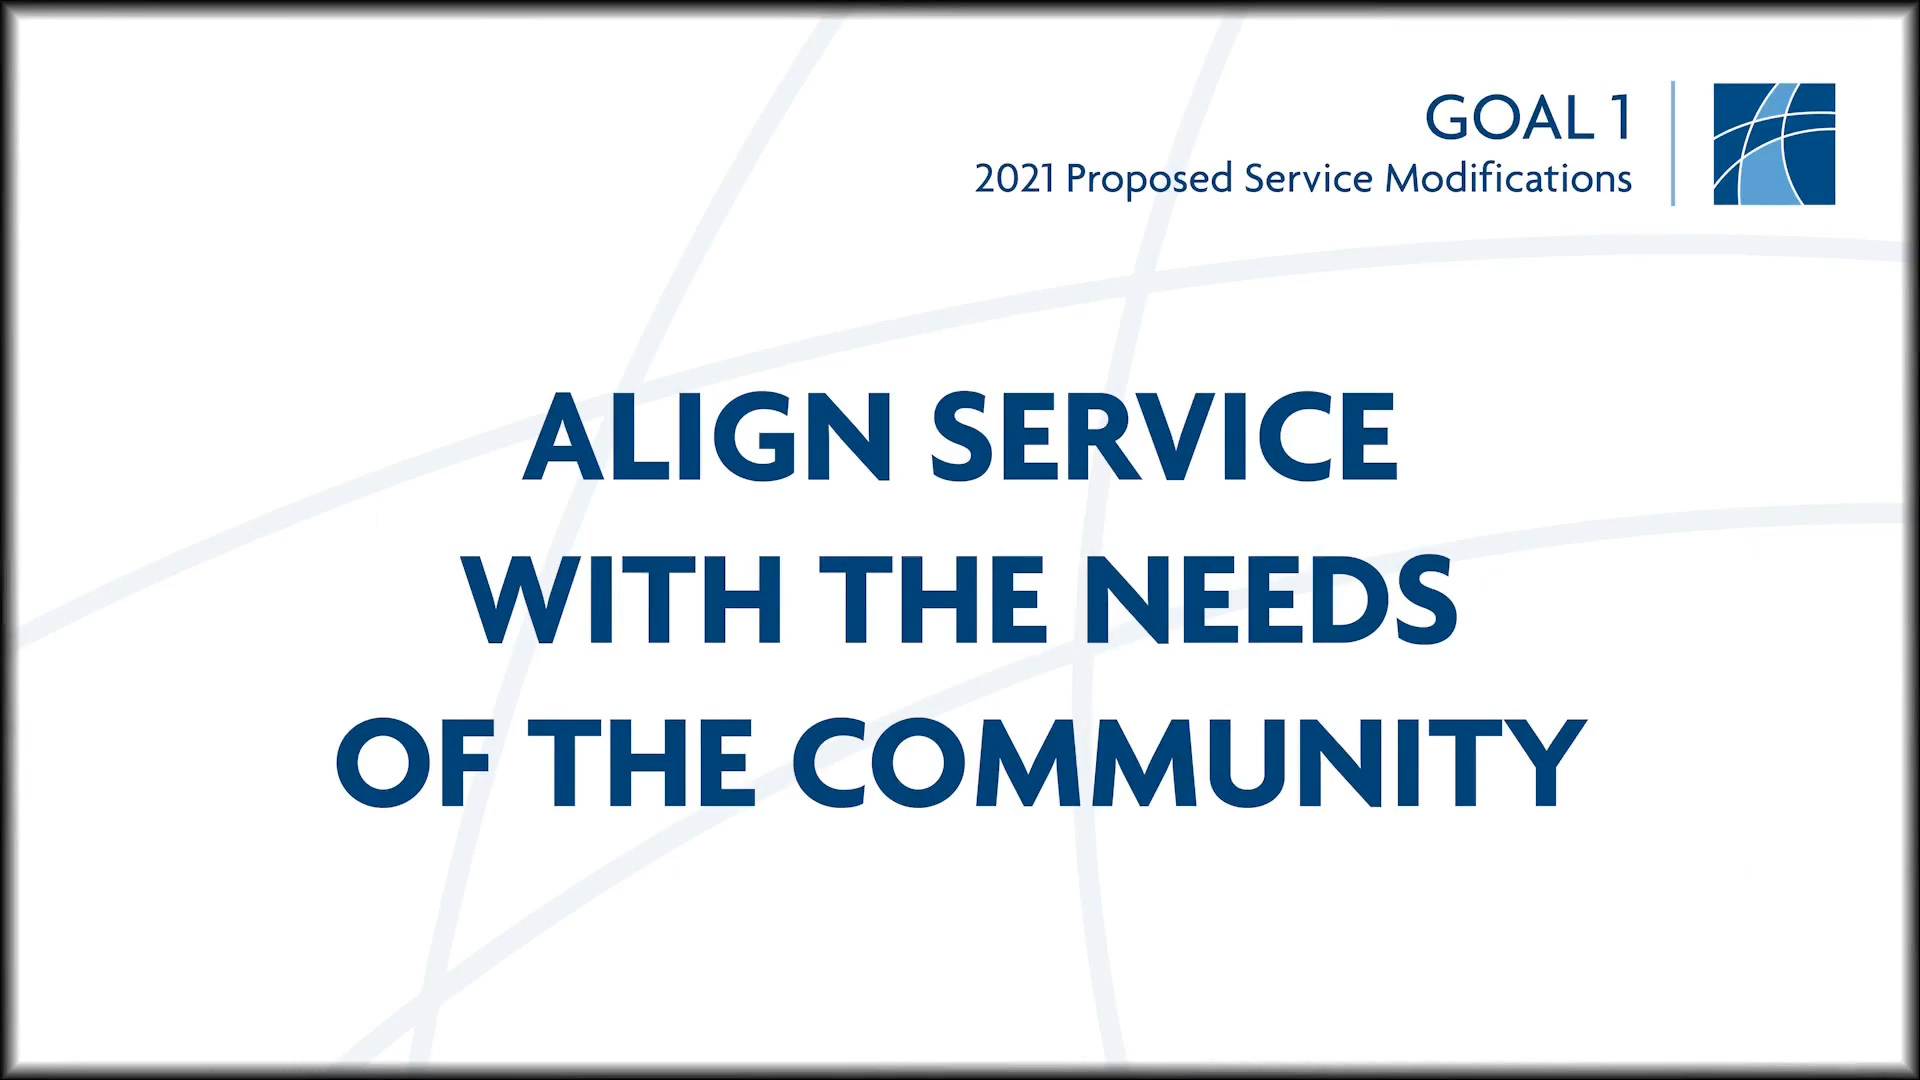 GOAL 1
2021 Proposed Service Modifications
ALIGN SERVICE
WITH THE NEEDS
OF THE COMMUNITY